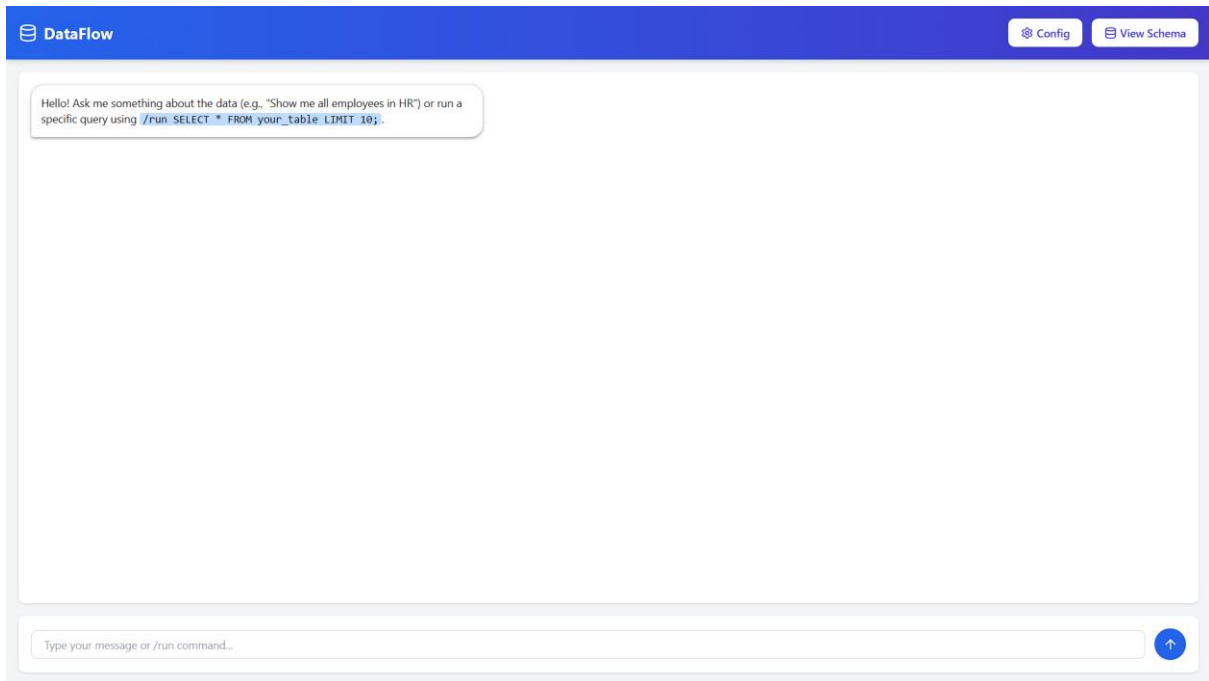 DataFlow
Config
View Schema
Hello! Ask me something about the data (e.g., "Show me all employees in HR") or run a
specific query using /run SELECT * FROM your_table LIMIT 10; .
Type your message or /run command...